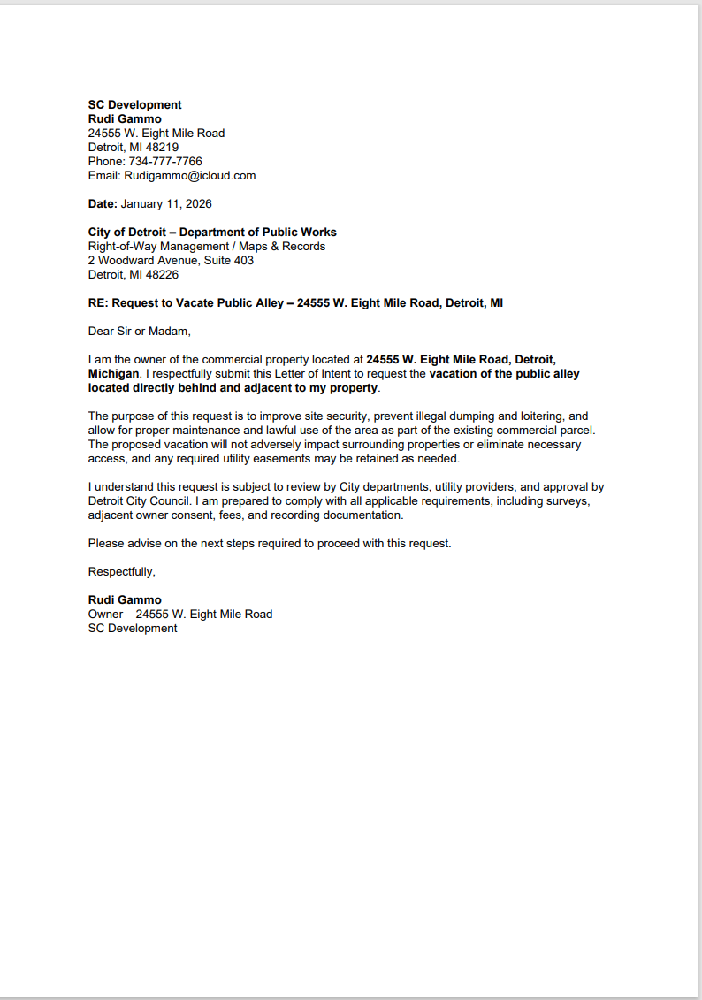 SC Development
Rudi Gammo
24555 W. Eight Mile Road
Detroit, MI 48219
Phone: 734-777-7766
Email: Rudigammo@icloud.com
Date: January 11, 2026
City of Detroit – Department of Public Works
Right-of-Way Management / Maps & Records
2 Woodward Avenue, Suite 403
Detroit, MI 48226
RE: Request to Vacate Public Alley – 24555 W. Eight Mile Road, Detroit, MI
Dear Sir or Madam,
I am the owner of the commercial property located at 24555 W. Eight Mile Road, Detroit,
Michigan. I respectfully submit this Letter of Intent to request the vacation of the public alley
located directly behind and adjacent to my property.
The purpose of this request is to improve site security, prevent illegal dumping and loitering, and
allow for proper maintenance and lawful use of the area as part of the existing commercial parcel.
The proposed vacation will not adversely impact surrounding properties or eliminate necessary
access, and any required utility easements may be retained as needed.
I understand this request is subject to review by City departments, utility providers, and approval by
Detroit City Council. I am prepared to comply with all applicable requirements, including surveys,
adjacent owner consent, fees, and recording documentation.
Please advise on the next steps required to proceed with this request.
Respectfully,
Rudi Gammo
Owner – 24555 W. Eight Mile Road
SC Development